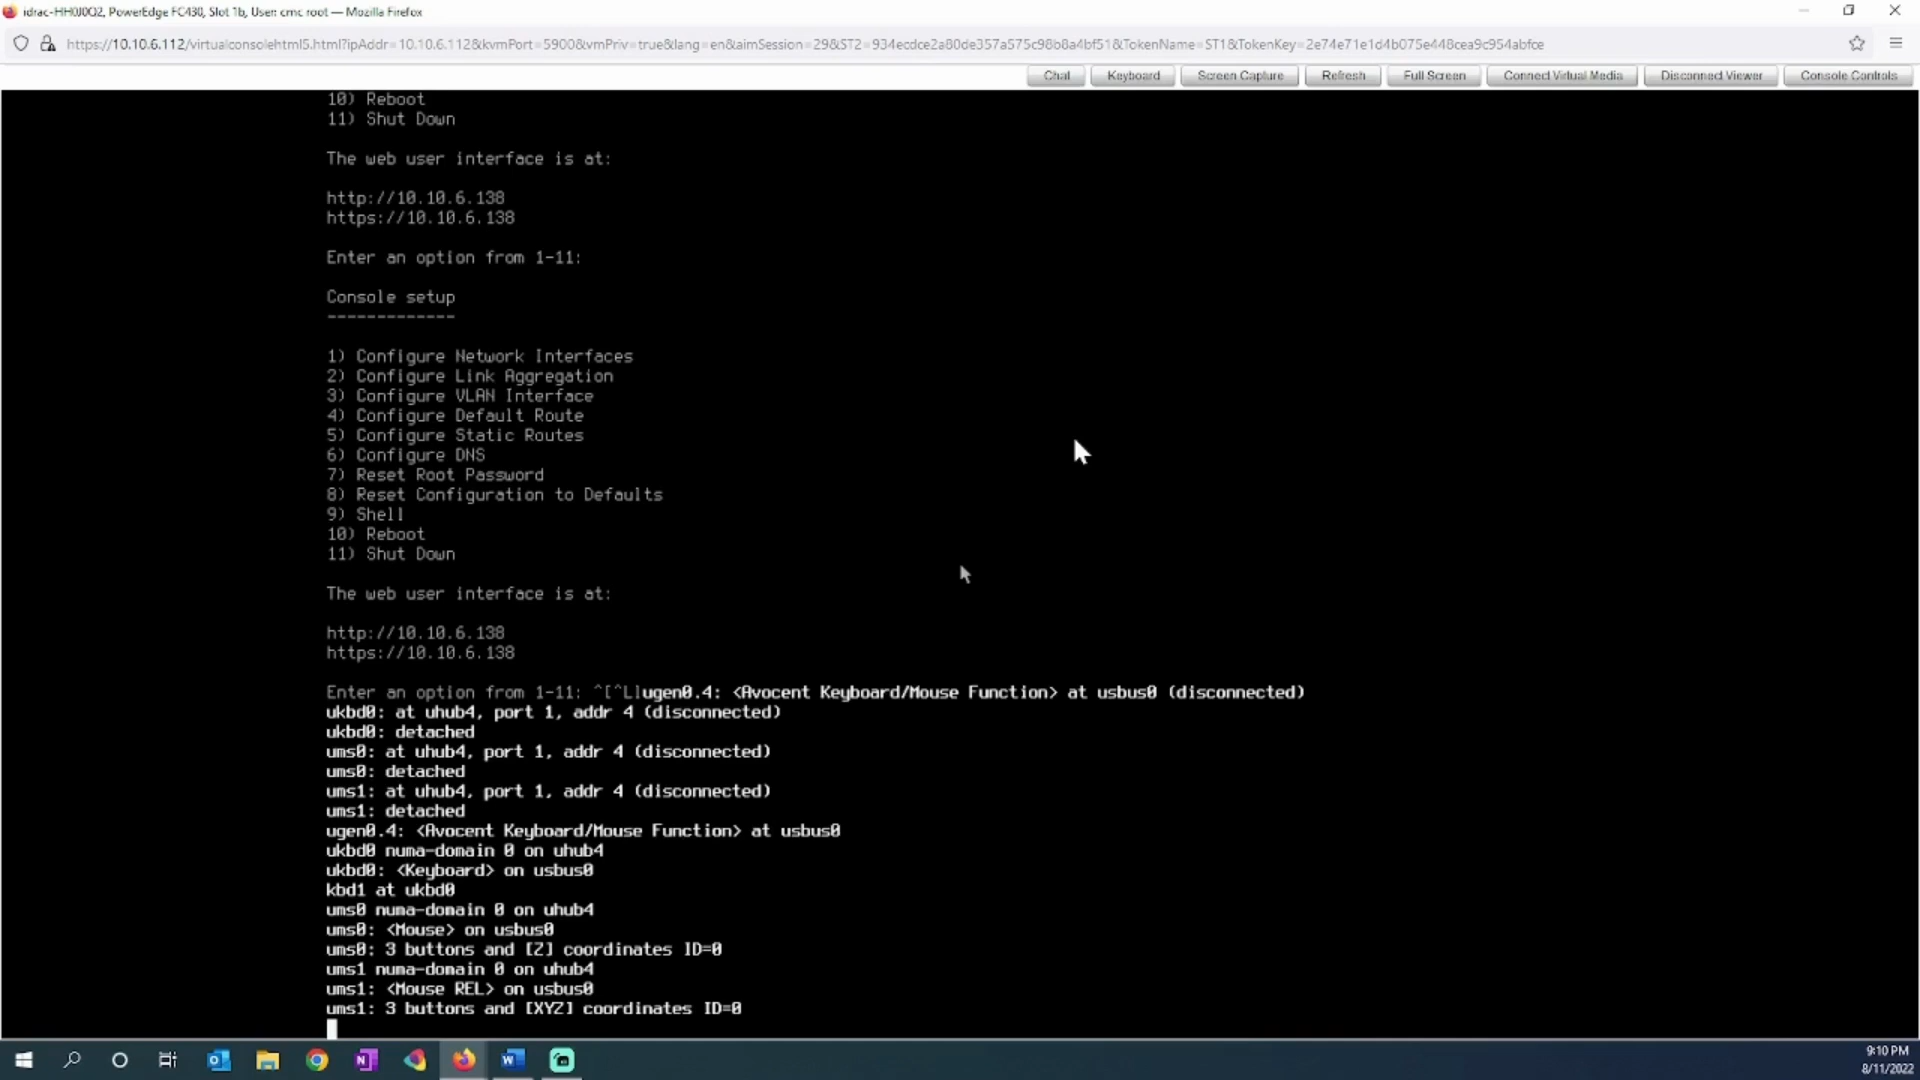 idrac-HH0J0Q2, PowerEdge FC430, Slot 1b, User: cmc root — Mozilla Firefox
https://10.10.6.112/virtualconsolehtml5.html?ipAddr=10.10.6.112&kvmPort=5900&vmPriv=true&lang=en&aimSession=29&ST2=934ecdce2a80de357a575c98b8a4bf51&TokenName=ST1&TokenKey=2e74e71e1d4b075e448cea9c954abfce
Chat Keyboard Screen Capture Refresh Full Screen Connect Virtual Media Disconnect Viewer Console Controls
10) Reboot
11) Shut Down
The web user interface is at:
http://10.10.6.138
https://10.10.6.138
Enter an option from 1-11:
Console setup
-------------
1) Configure Network Interfaces
2) Configure Link Aggregation
3) Configure VLAN Interface
4) Configure Default Route
5) Configure Static Routes
6) Configure DNS
7) Reset Root Password
8) Reset Configuration to Defaults
9) Shell
10) Reboot
11) Shut Down
The web user interface is at:
http://10.10.6.138
https://10.10.6.138
Enter an option from 1-11: ^[^L]ugen0.4: <Avocent Keyboard/Mouse Function> at usbus0 (disconnected)
ukbd0: at uhub4, port 1, addr 4 (disconnected)
ukbd0: detached
ums0: at uhub4, port 1, addr 4 (disconnected)
ums0: detached
ums1: at uhub4, port 1, addr 4 (disconnected)
ums1: detached
ugen0.4: <Avocent Keyboard/Mouse Function> at usbus0
ukbd0 numa-domain 0 on uhub4
ukbd0: <Keyboard> on usbus0
kbd1 at ukbd0
ums0 numa-domain 0 on uhub4
ums0: <Mouse> on usbus0
ums0: 3 buttons and [Z] coordinates ID=0
ums1 numa-domain 0 on uhub4
ums1: <Mouse REL> on usbus0
ums1: 3 buttons and [XYZ] coordinates ID=0
9:10 PM
8/11/2022